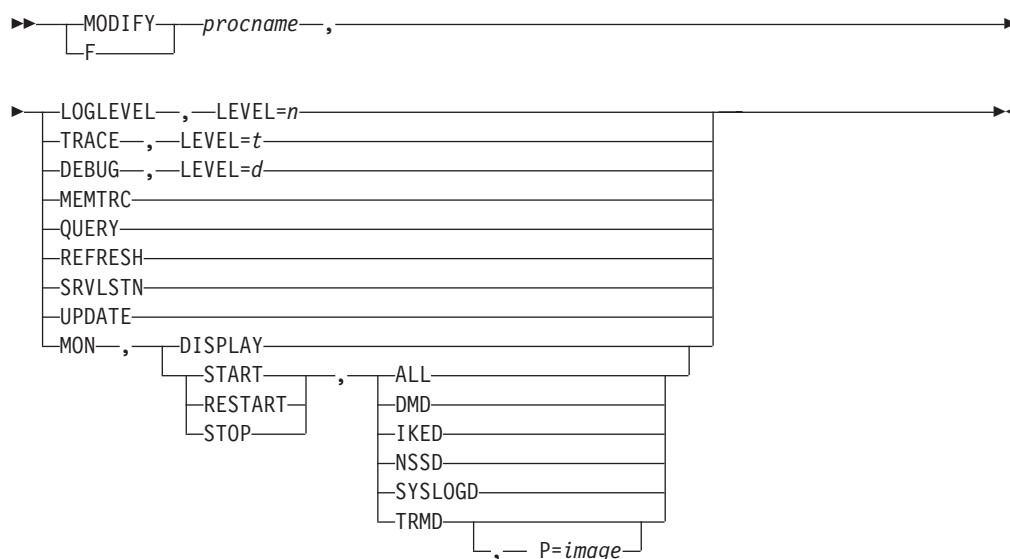 MODIFY procname ,
F
LOGLEVEL , LEVEL=n
TRACE , LEVEL=t
DEBUG , LEVEL=d
MEMTRC
QUERY
REFRESH
SRVLSTN
UPDATE
MON , DISPLAY
START , ALL
RESTART DMD
STOP IKED
NSSD
SYSLOGD
TRMD
, P=image